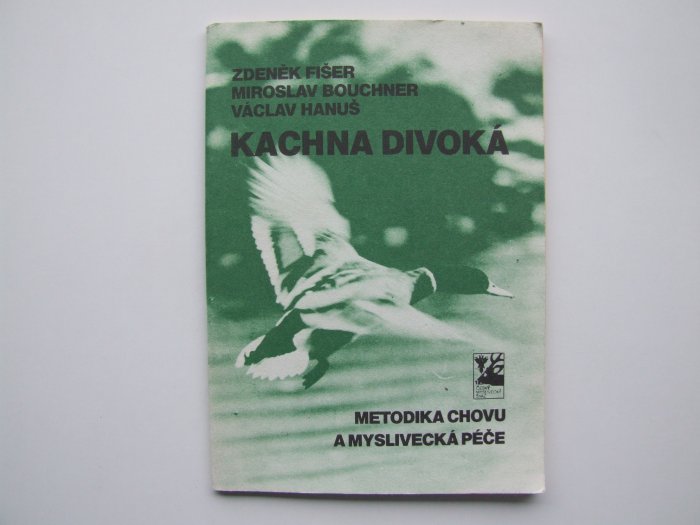 ZDENĚK FIŠER
MIROSLAV BOUCHNER
VÁCLAV HANUŠ
KACHNA DIVOKÁ
METODIKA CHOVU
A MYSLIVECKÁ PÉČE